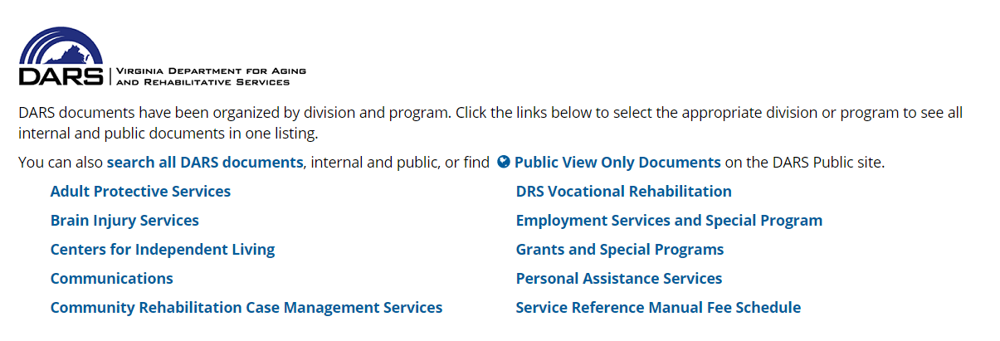 DARS
VIRGINIA DEPARTMENT FOR AGING
AND REHABILITATIVE SERVICES
DARS documents have been organized by division and program. Click the links below to select the appropriate division or program to see all
internal and public documents in one listing.
You can also search all DARS documents, internal and public, or find Public View Only Documents on the DARS Public site.
Adult Protective Services
Brain Injury Services
Centers for Independent Living
Communications
Community Rehabilitation Case Management Services
DRS Vocational Rehabilitation
Employment Services and Special Program
Grants and Special Programs
Personal Assistance Services
Service Reference Manual Fee Schedule